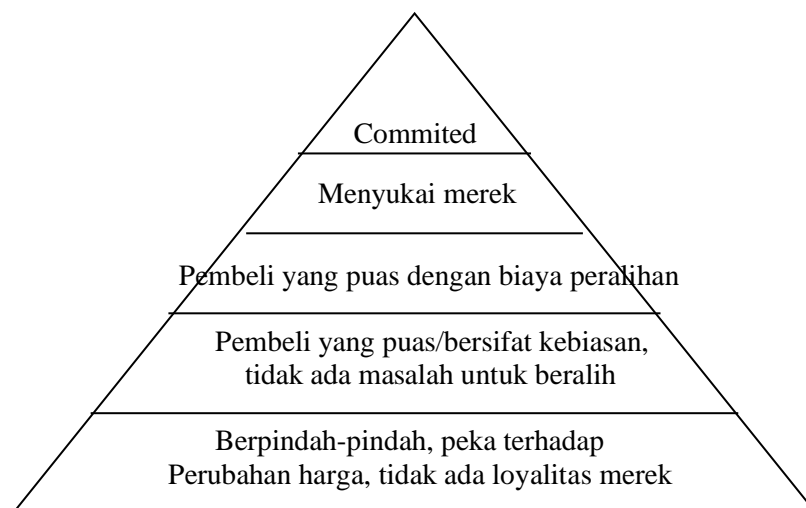 Commited
Menyukai merek
Pembeli yang puas dengan biaya peralihan
Pembeli yang puas/bersifat kebiasan,
tidak ada masalah untuk beralih
Berpindah-pindah, peka terhadap
Perubahan harga, tidak ada loyalitas merek